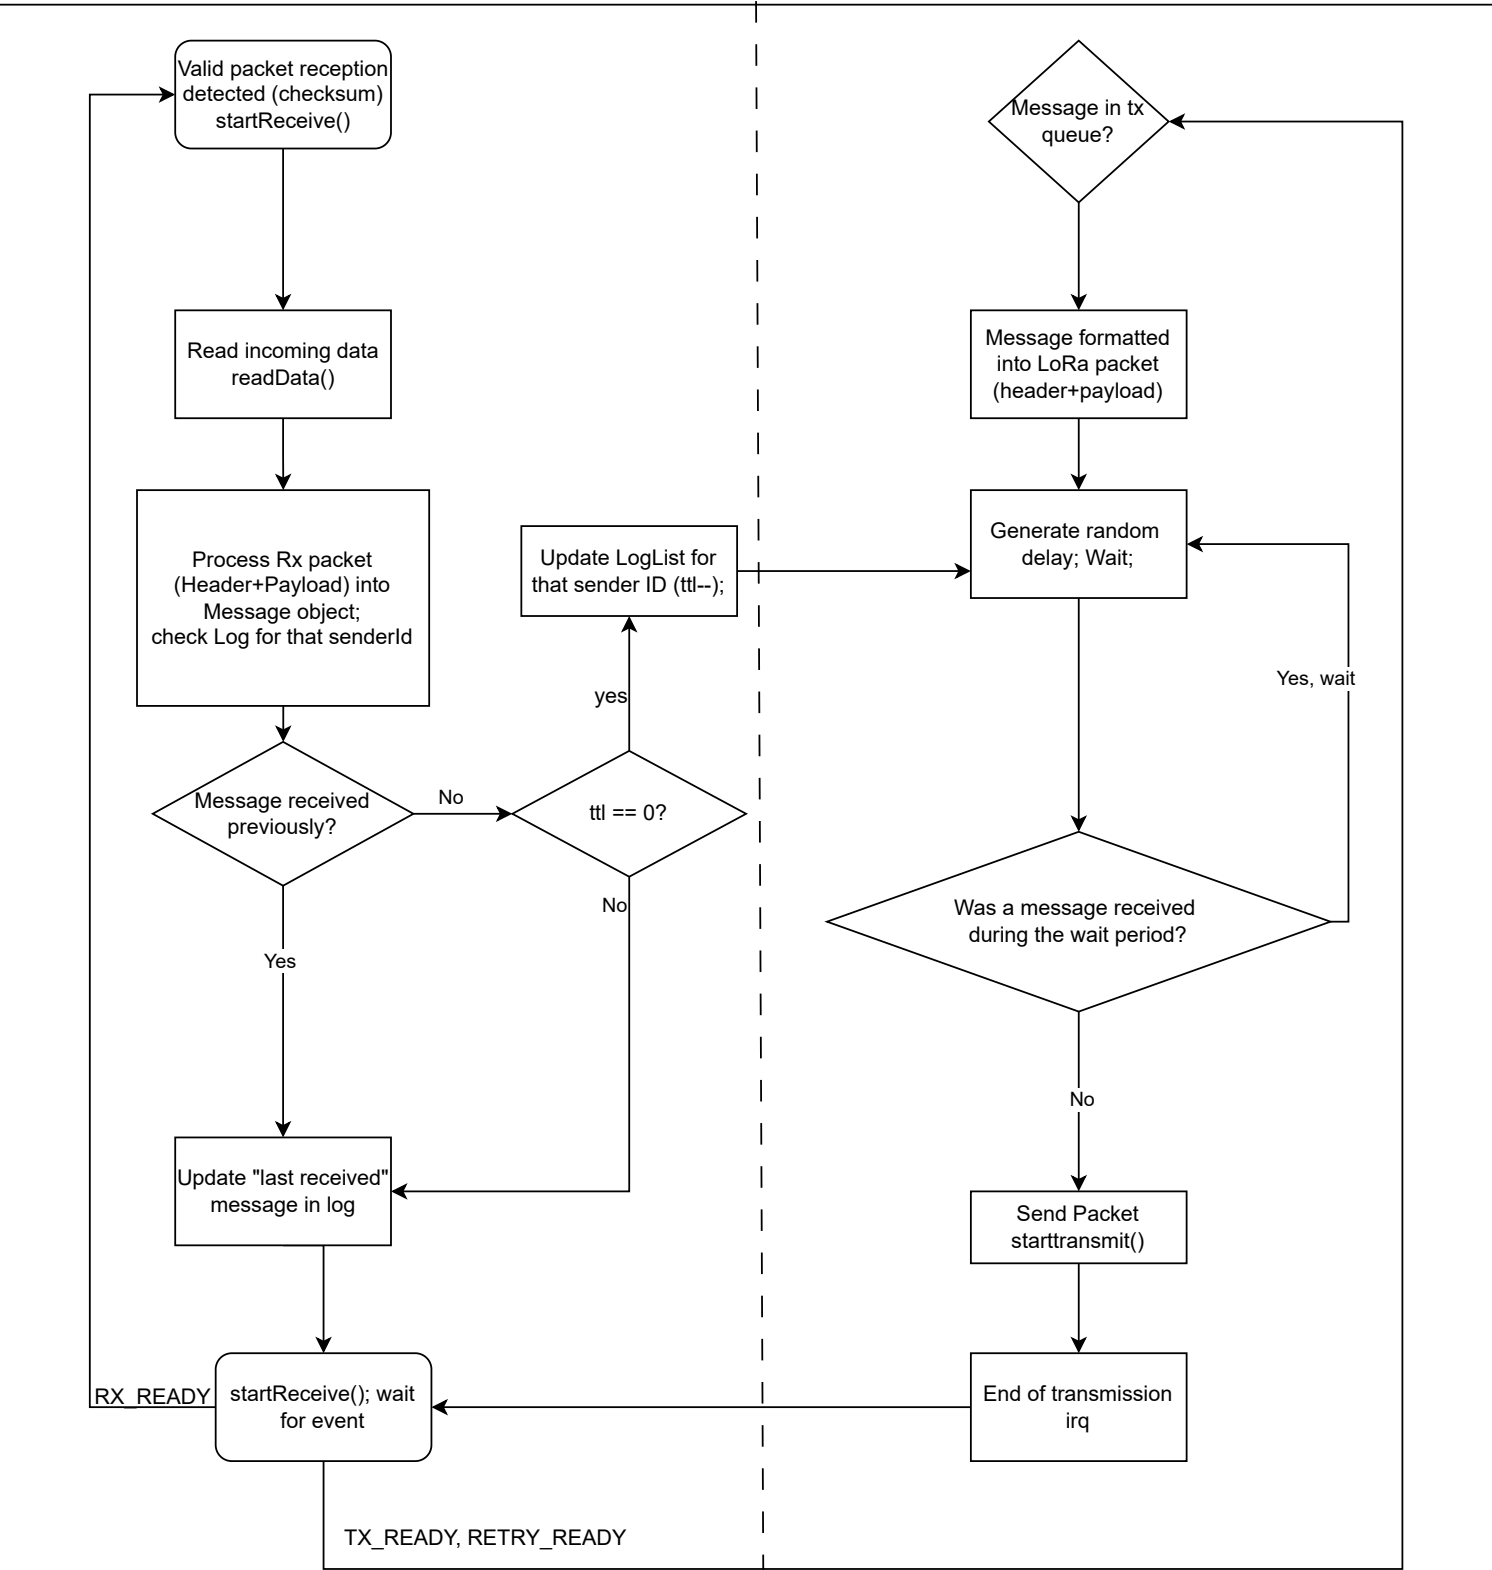 Valid packet reception
detected (checksum)
startReceive()
Read incoming data
readData()
Process Rx packet
(Header+Payload) into
Message object;
check Log for that senderId
Message received
previously?
No
Yes
ttl == 0?
yes
No
Update LogList for
that sender ID (ttl--);
Update "last received"
message in log
startReceive(); wait
for event
RX_READY
TX_READY, RETRY_READY
Message in tx
queue?
Message formatted
into LoRa packet
(header+payload)
Generate random
delay; Wait;
Yes, wait
Was a message received
during the wait period?
No
Send Packet
starttransmit()
End of transmission
irq